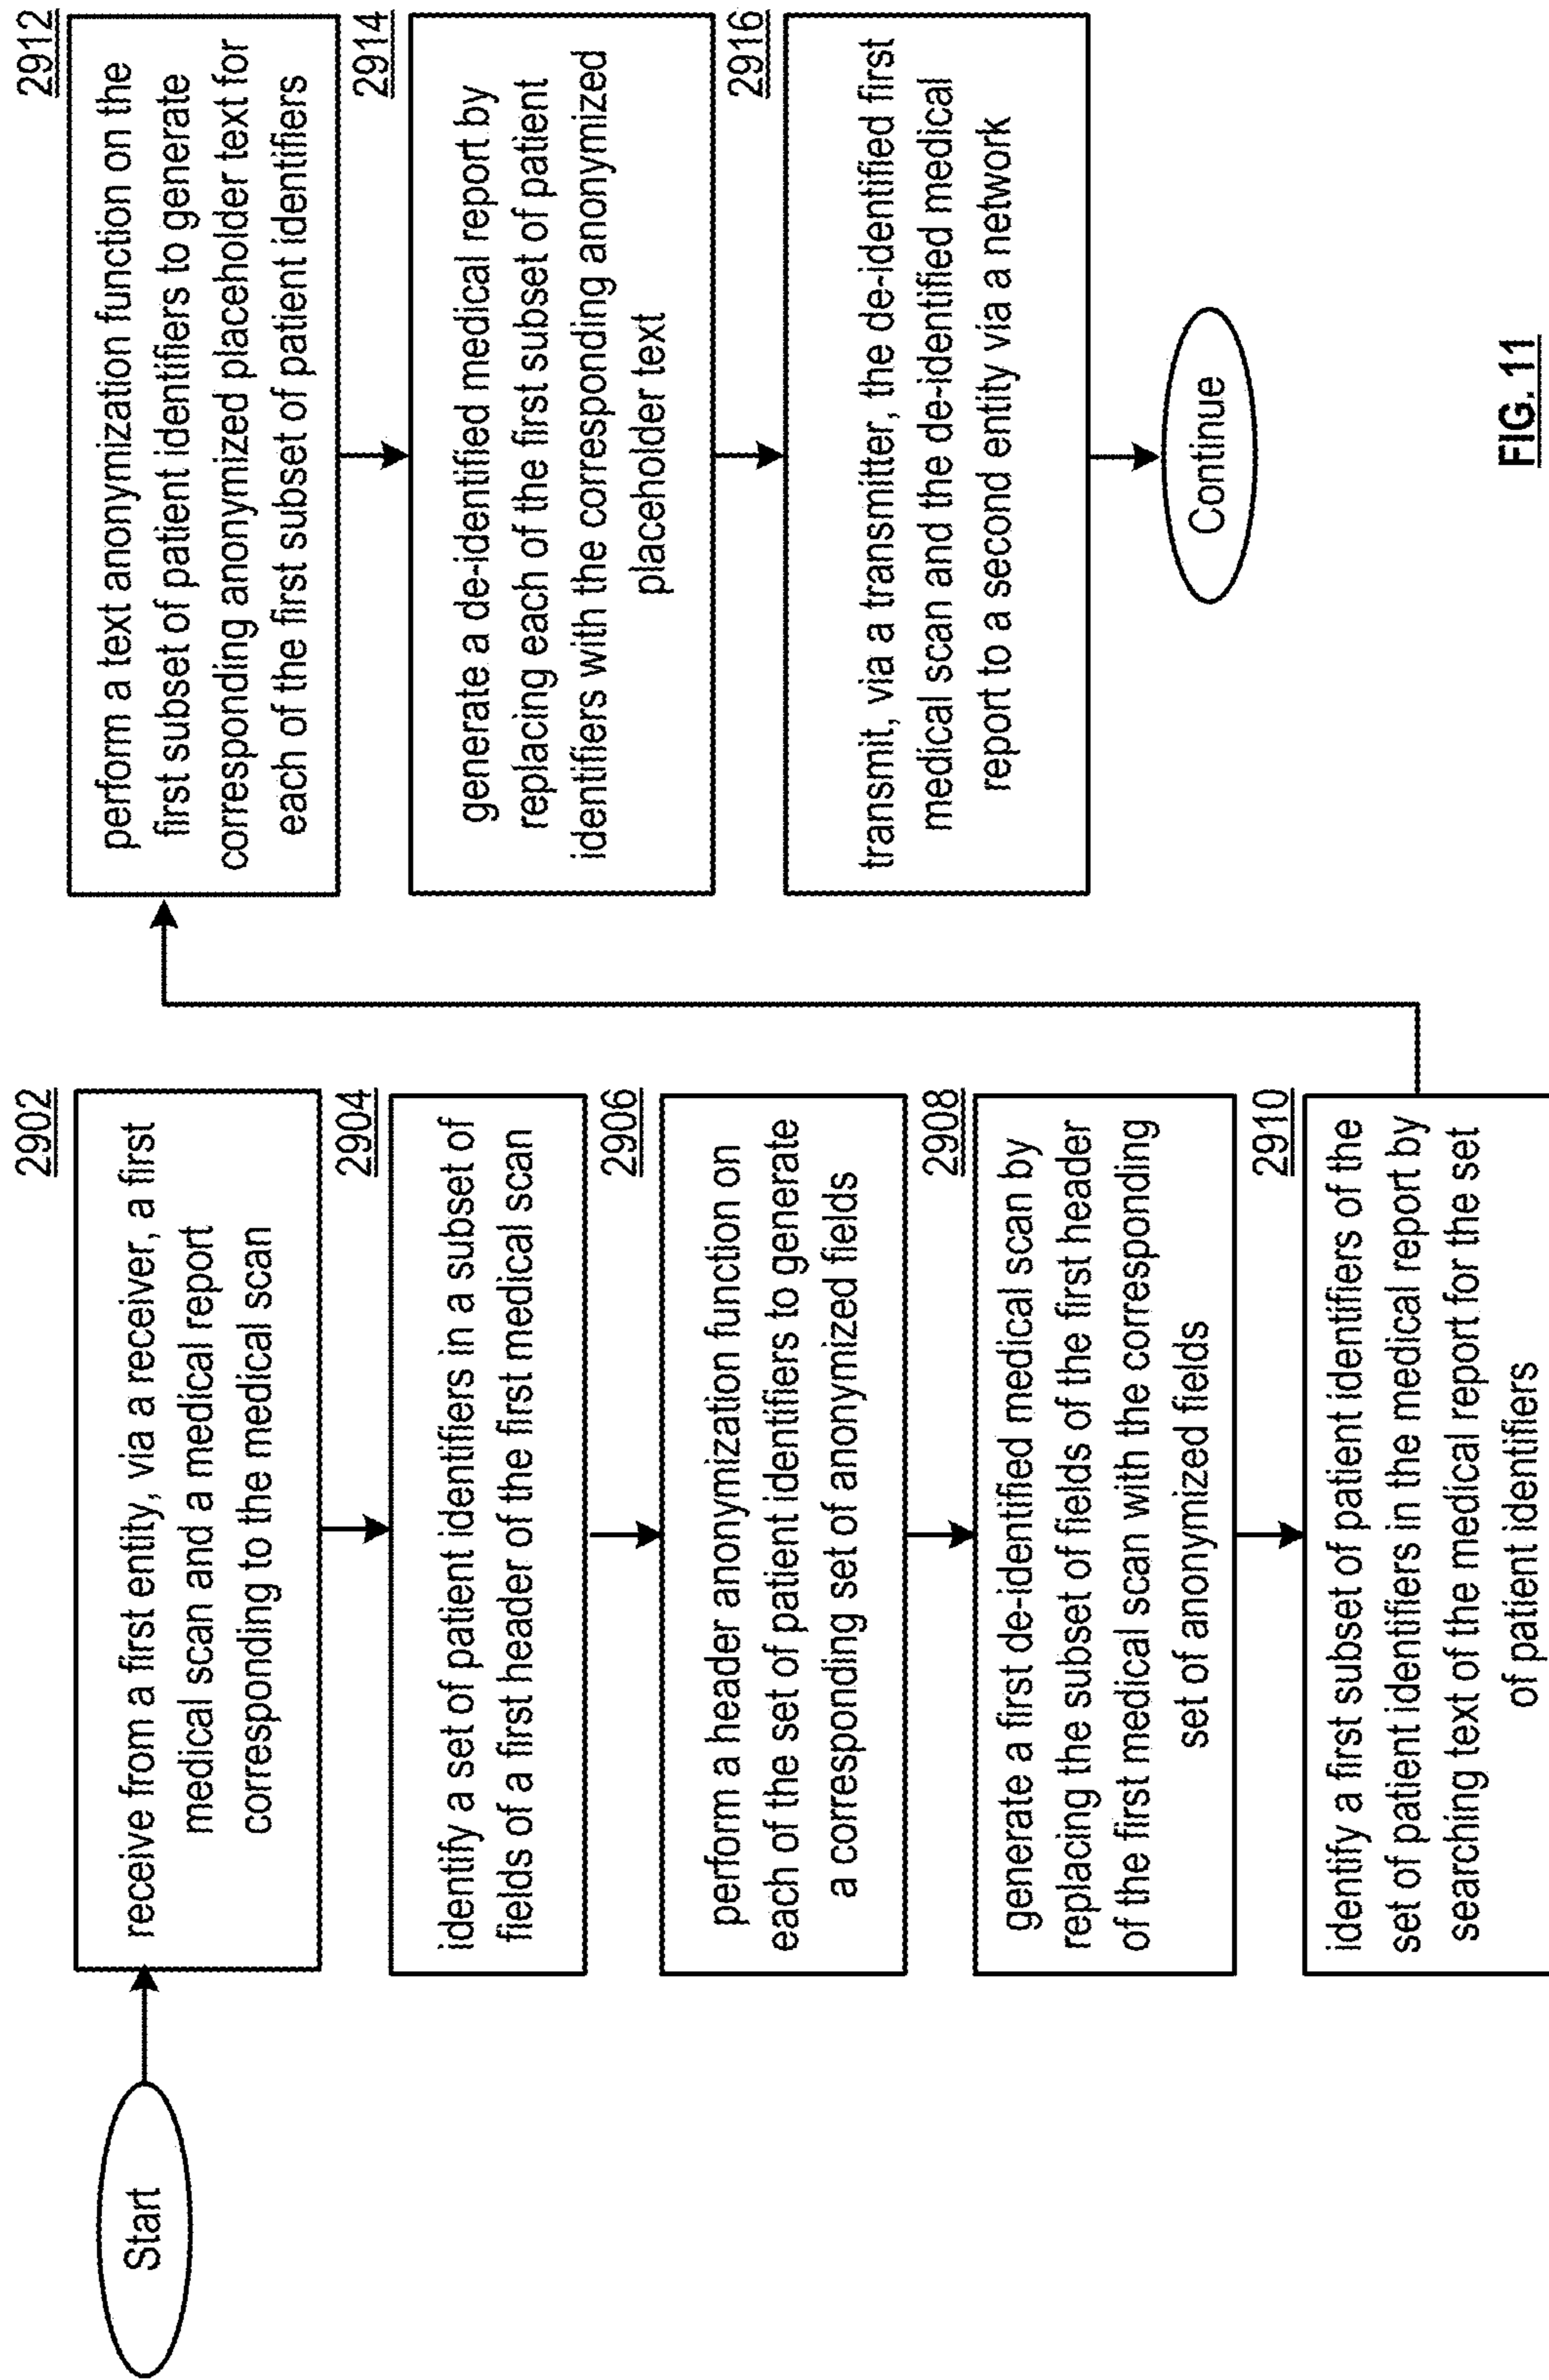 Start
2902
receive from a first entity, via a receiver, a first
medical scan and a medical report
corresponding to the medical scan
2904
identify a set of patient identifiers in a subset of
fields of a first header of the first medical scan
2906
perform a header anonymization function on
each of the set of patient identifiers to generate
a corresponding set of anonymized fields
2908
generate a first de-identified medical scan by
replacing the subset of fields of the first header
of the first medical scan with the corresponding
set of anonymized fields
2910
identify a first subset of patient identifiers of the
set of patient identifiers in the medical report by
searching text of the medical report for the set
of patient identifiers
2912
perform a text anonymization function on the
first subset of patient identifiers to generate
corresponding anonymized placeholder text for
each of the first subset of patient identifiers
2914
generate a de-identified medical report by
replacing each of the first subset of patient
identifiers with the corresponding anonymized
placeholder text
2916
transmit, via a transmitter, the de-identified first
medical scan and the de-identified medical
report to a second entity via a network
Continue
FIG. 11